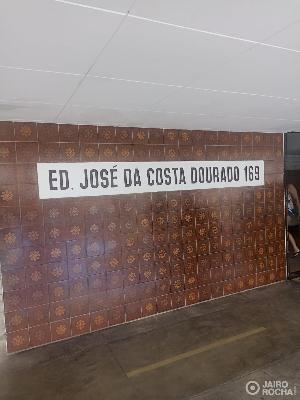 ED. JOSÉ DA COSTA DOURADO 169
JAIRO
ROCHA